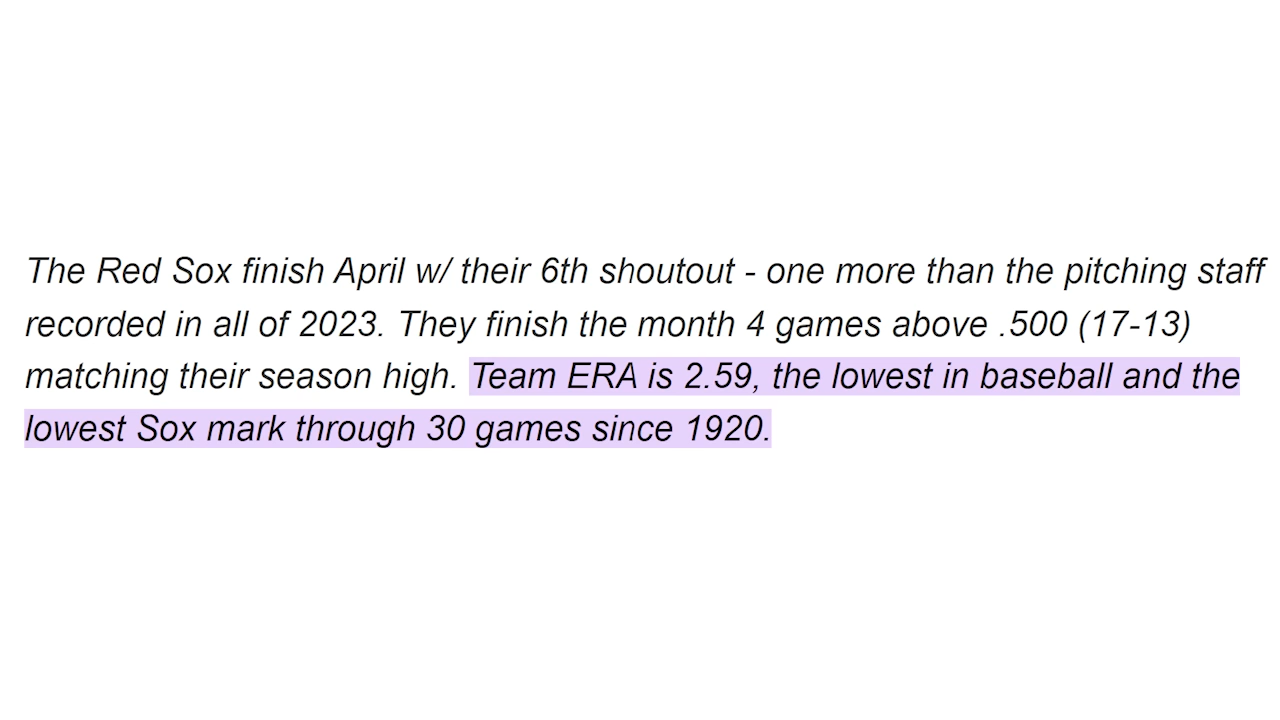 The Red Sox finish April w/ their 6th shoutout - one more than the pitching staff
recorded in all of 2023. They finish the month 4 games above .500 (17-13)
matching their season high. Team ERA is 2.59, the lowest in baseball and the
lowest Sox mark through 30 games since 1920.